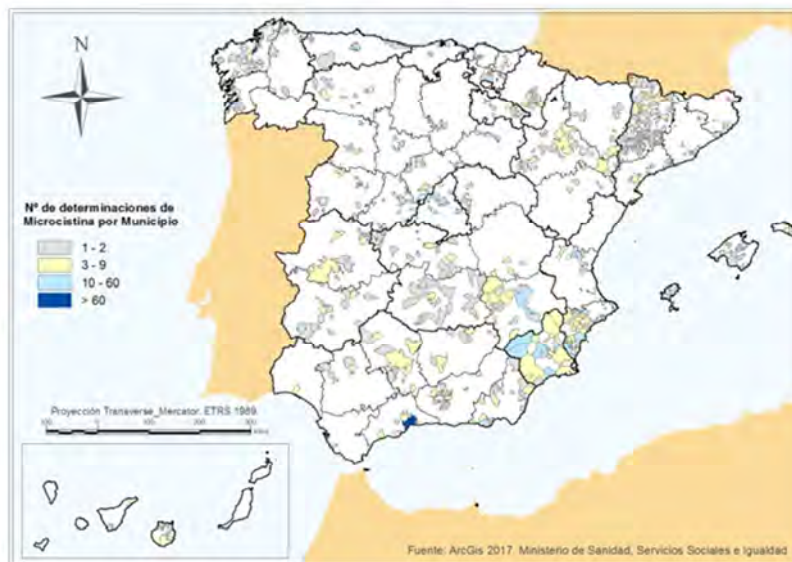 N
Nº de determinaciones de
Microcistina por Municipio
1 - 2
3 - 9
10 - 60
> 60
Proyección Transverse_Mercator. ETRS 1989.
Fuente: ArcGis 2017. Ministerio de Sanidad, Servicios Sociales e Igualdad